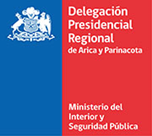 Delegación
Presidencial
Regional
de Arica y Parinacota
Ministerio del
Interior y
Seguridad Pública